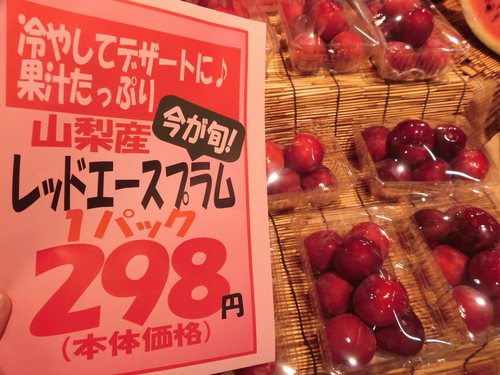 冷やしてデザートに♪
果汁たっぷり
山梨産
今が旬!
レッドエースプラム
1パック
298円
(本体価格)